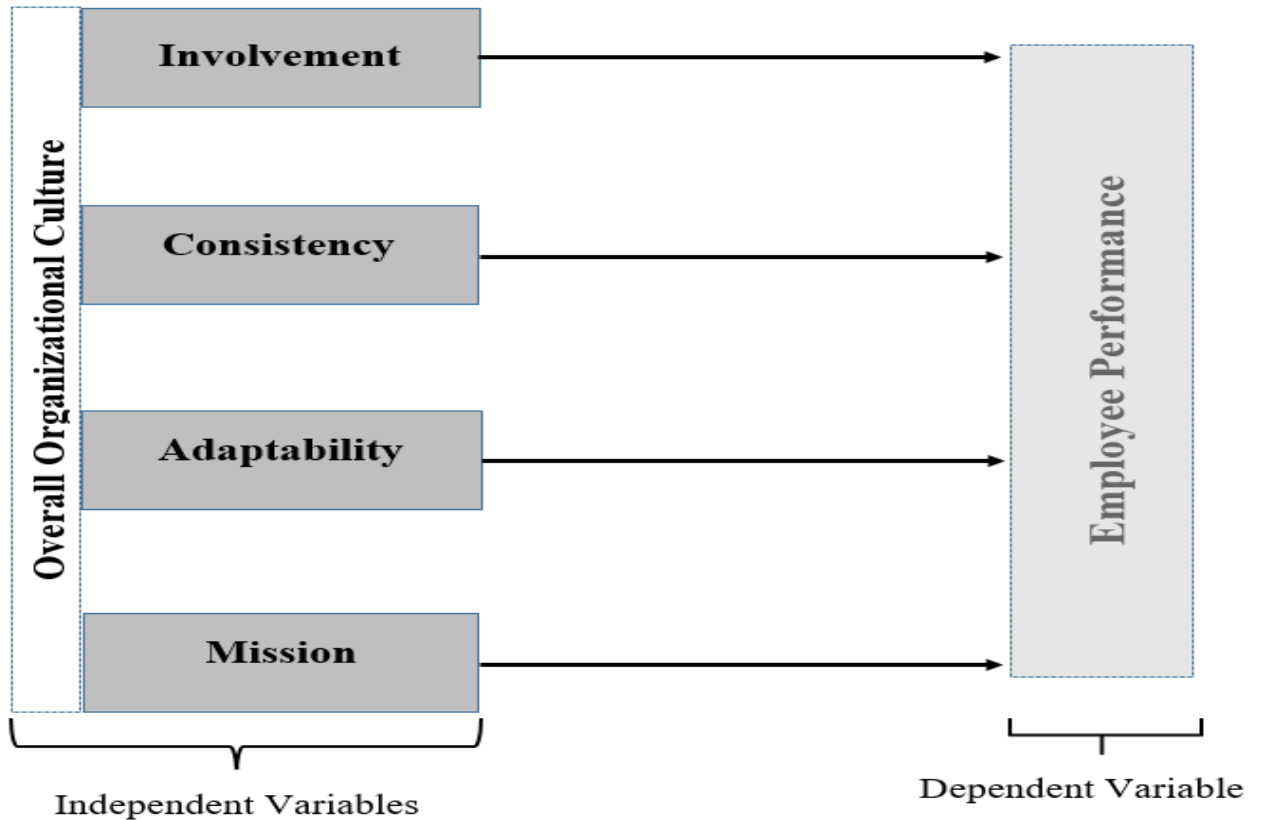 Overall Organizational Culture
Involvement
Consistency
Adaptability
Mission
Employee Performance
Independent Variables
Dependent Variable